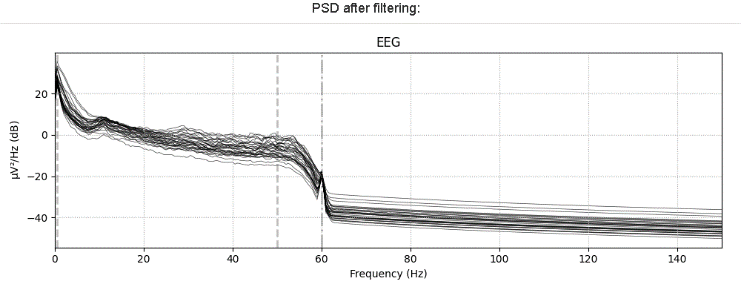 PSD after filtering:
EEG
µV²/Hz (dB)
20
0
−20
−40
0 20 40 60 80 100 120 140
Frequency (Hz)